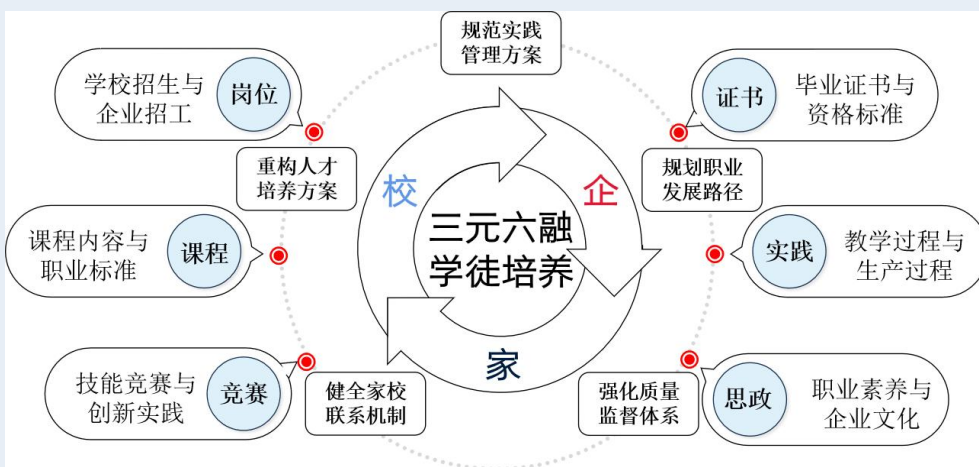 规范实践
管理方案
学校招生与
企业招工
岗位
证书
毕业证书与
资格标准
重构人才
培养方案
规划职业
发展路径
校
企
三元六融
学徒培养
课程内容与
职业标准
课程
实践
教学过程与
生产过程
家
技能竞赛与
创新实践
竞赛
健全家校
联系机制
强化质量
监督体系
思政
职业素养与
企业文化